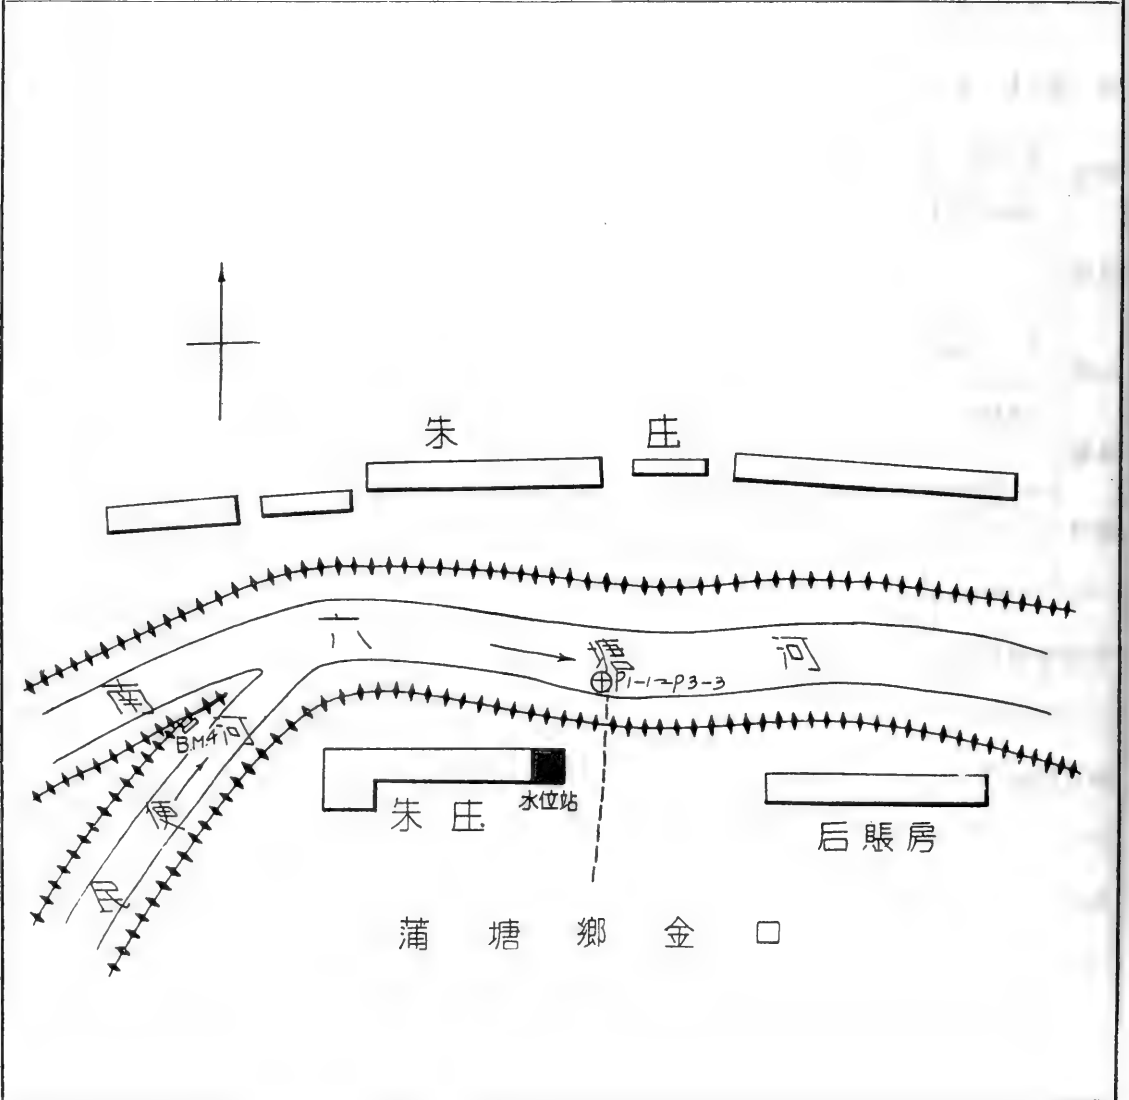 朱 庄
南 六 塘 河
P1-1~P3-3
B.M.4
民 便 河
水位站
朱 庄
后賬房
蒲 塘 鄉 金 口